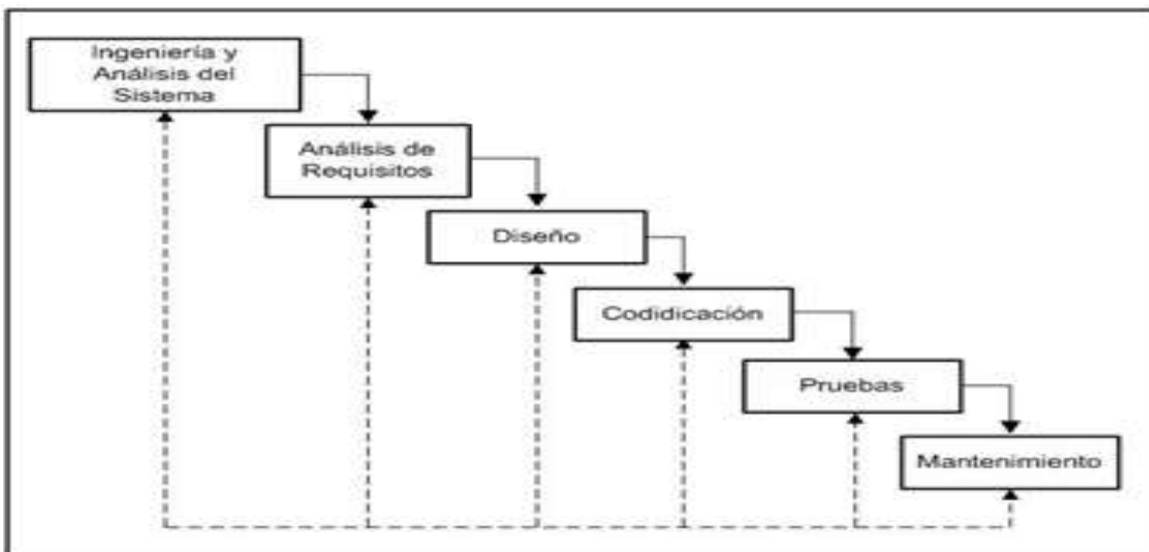 Ingeniería y
Análisis del
Sistema
Análisis de
Requisitos
Diseño
Codidicación
Pruebas
Mantenimiento